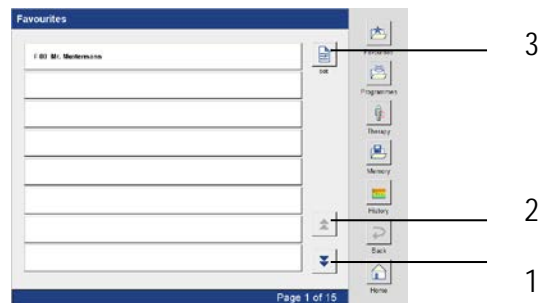 Favourites
F 00 Mr. Mustermann
Edit
Favourites
Programmes
Therapy
Memory
History
Back
Home
Page 1 of 15
3
2
1